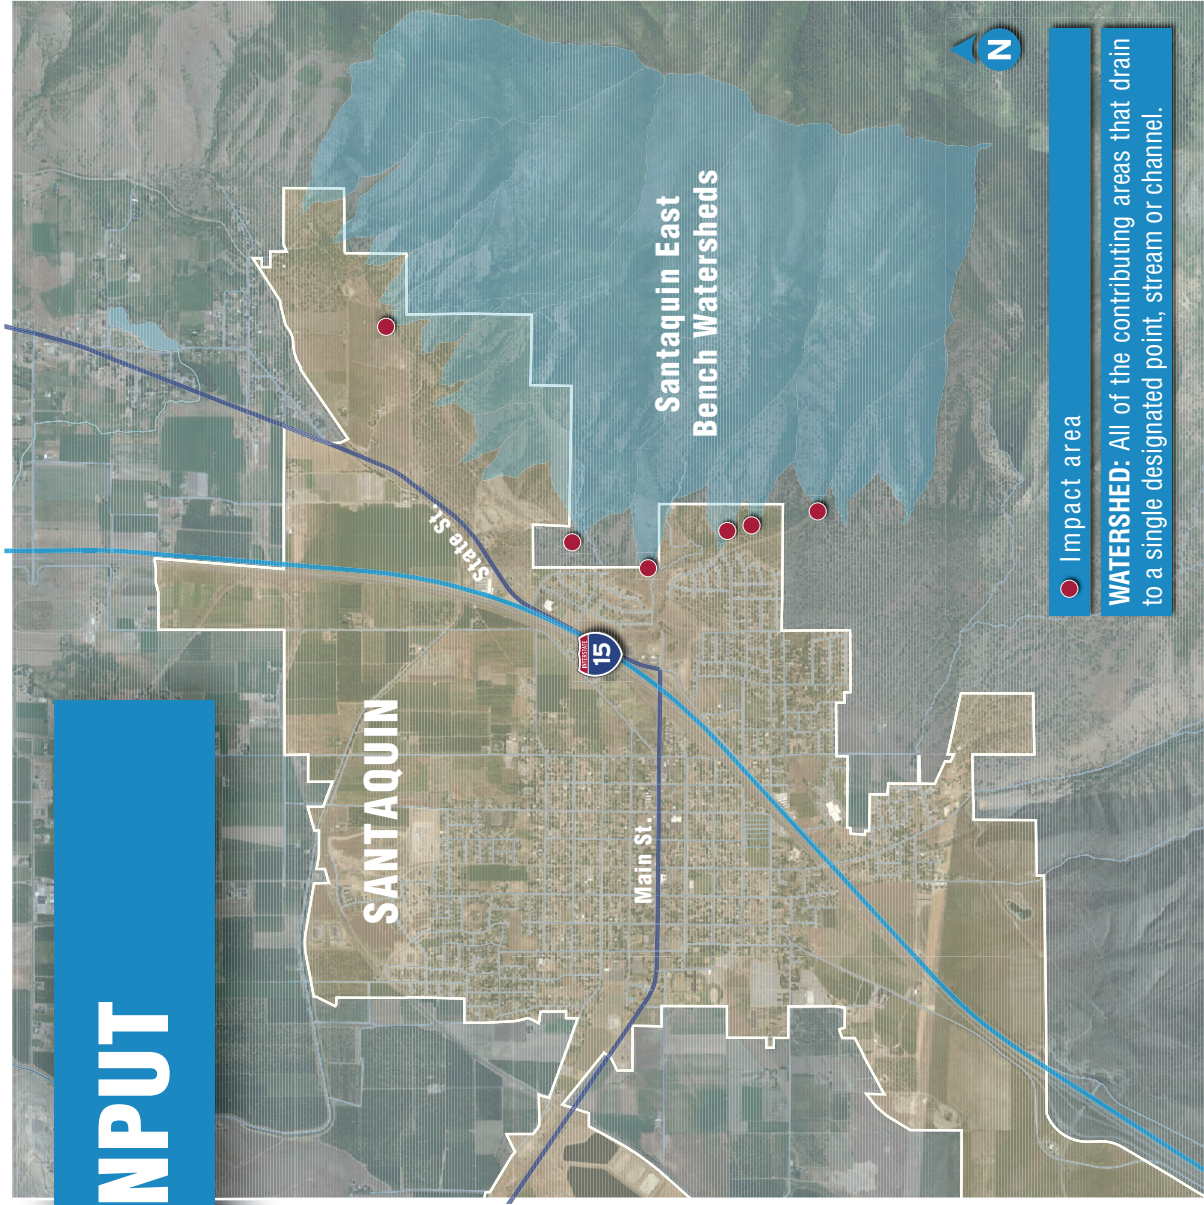 NPUT
SANTAQUIN
State St.
INTERSTATE
15
Main St.
Santaquin East
Bench Watersheds
N
Impact area
WATERSHED: All of the contributing areas that drain
to a single designated point, stream or channel.